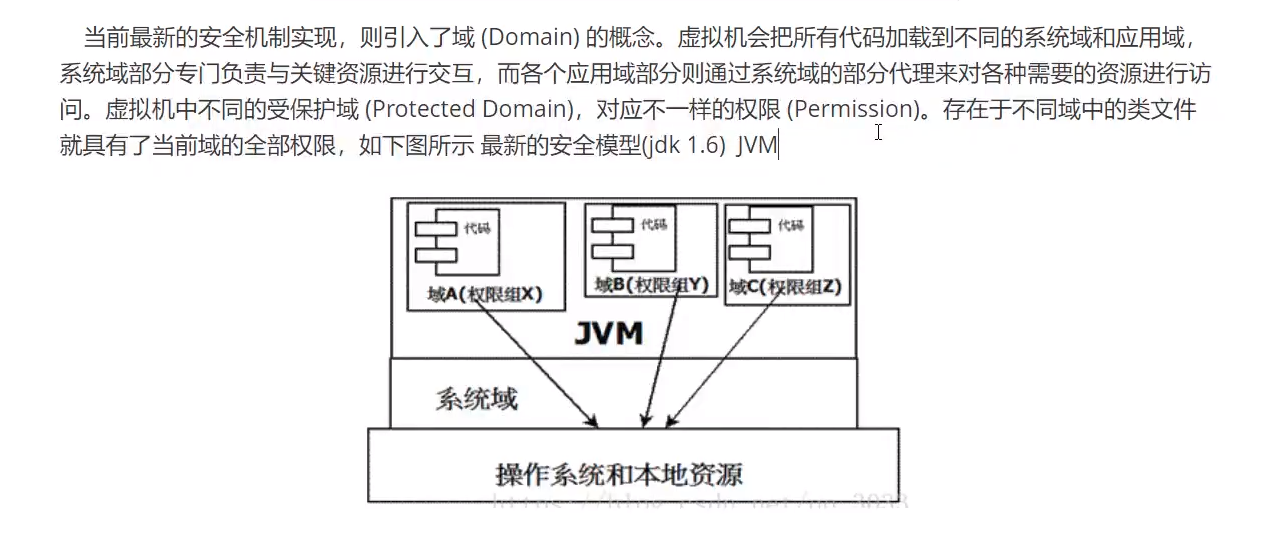 当前最新的安全机制实现，则引入了域 (Domain) 的概念。虚拟机会把所有代码加载到不同的系统域和应用域，
系统域部分专门负责与关键资源进行交互，而各个应用域部分则通过系统域的部分代理来对各种需要的资源进行访
问。虚拟机中不同的受保护域 (Protected Domain)，对应不一样的权限 (Permission)。存在于不同域中的类文件
就具有了当前域的全部权限，如下图所示 最新的安全模型(jdk 1.6) JVM
代码
代码
代码
域A(权限组X)
域B(权限组Y)
域C(权限组Z)
JVM
系统域
操作系统和本地资源